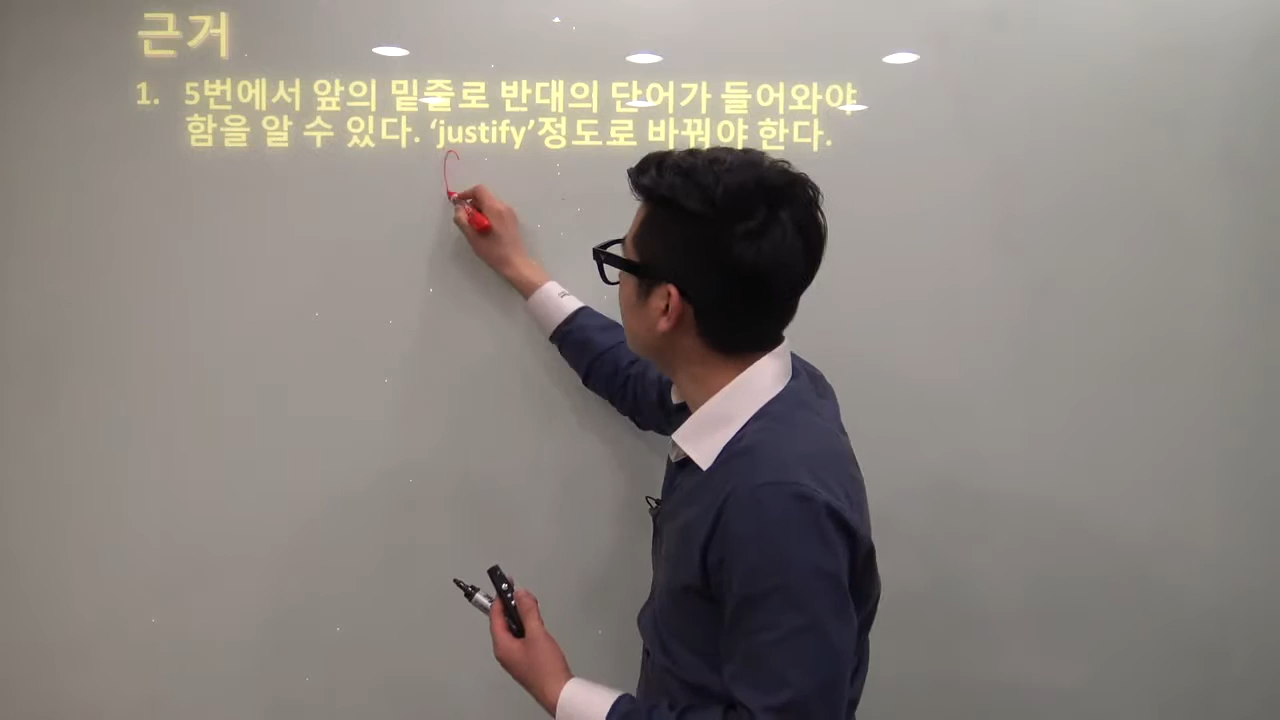 근거
1. 5번에서 앞의 밑줄로 반대의 단어가 들어와야
함을 알 수 있다. ‘justify’정도로 바꿔야 한다.